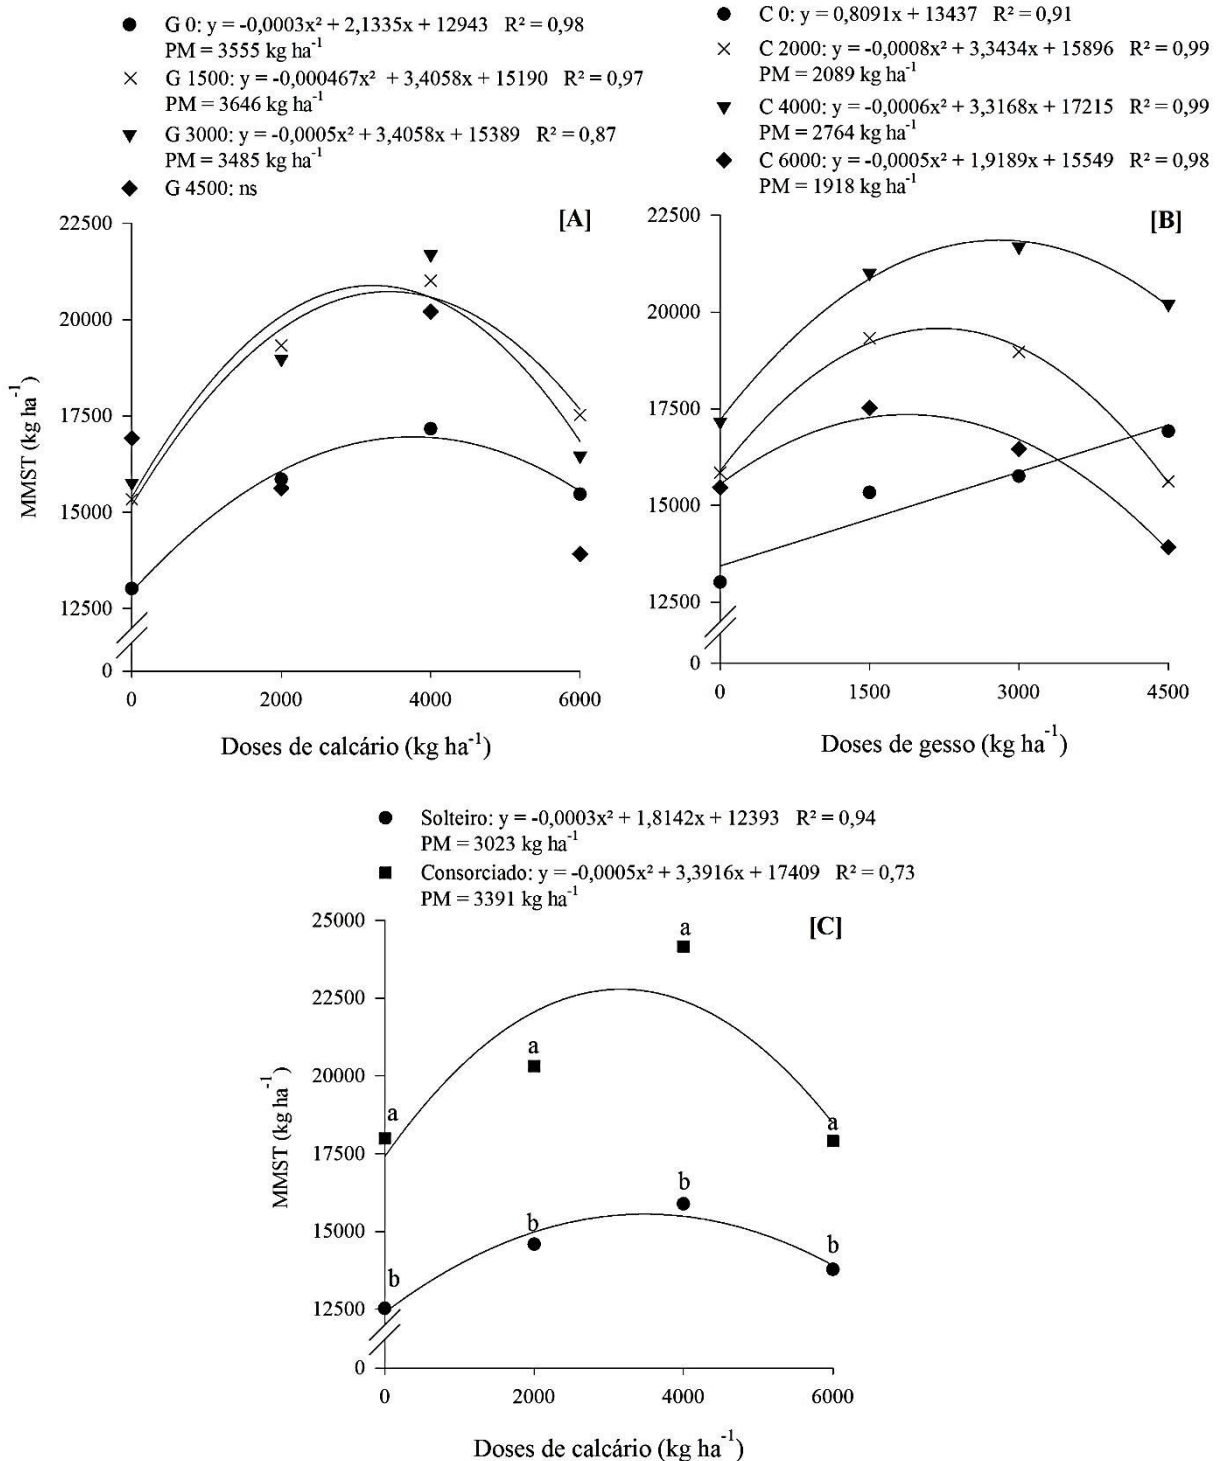 G 0: y = -0,0003x² + 2,1335x + 12943 R² = 0,98
PM = 3555 kg ha⁻¹
G 1500: y = -0,000467x² + 3,4058x + 15190 R² = 0,97
PM = 3646 kg ha⁻¹
G 3000: y = -0,0005x² + 3,4058x + 15389 R² = 0,87
PM = 3485 kg ha⁻¹
G 4500: ns
[A]
22500
20000
17500
15000
12500
0
MMST (kg ha⁻¹)
0 2000 4000 6000
Doses de calcário (kg ha⁻¹)
C 0: y = 0,8091x + 13437 R² = 0,91
C 2000: y = -0,0008x² + 3,3434x + 15896 R² = 0,99
PM = 2089 kg ha⁻¹
C 4000: y = -0,0006x² + 3,3168x + 17215 R² = 0,99
PM = 2764 kg ha⁻¹
C 6000: y = -0,0005x² + 1,9189x + 15549 R² = 0,98
PM = 1918 kg ha⁻¹
[B]
22500
20000
17500
15000
12500
0
0 1500 3000 4500
Doses de gesso (kg ha⁻¹)
Solteiro: y = -0,0003x² + 1,8142x + 12393 R² = 0,94
PM = 3023 kg ha⁻¹
Consorciado: y = -0,0005x² + 3,3916x + 17409 R² = 0,73
PM = 3391 kg ha⁻¹
[C]
25000
22500
20000
17500
15000
12500
0
MMST (kg ha⁻¹)
a
a
a
a
b
b
b
b
0 2000 4000 6000
Doses de calcário (kg ha⁻¹)